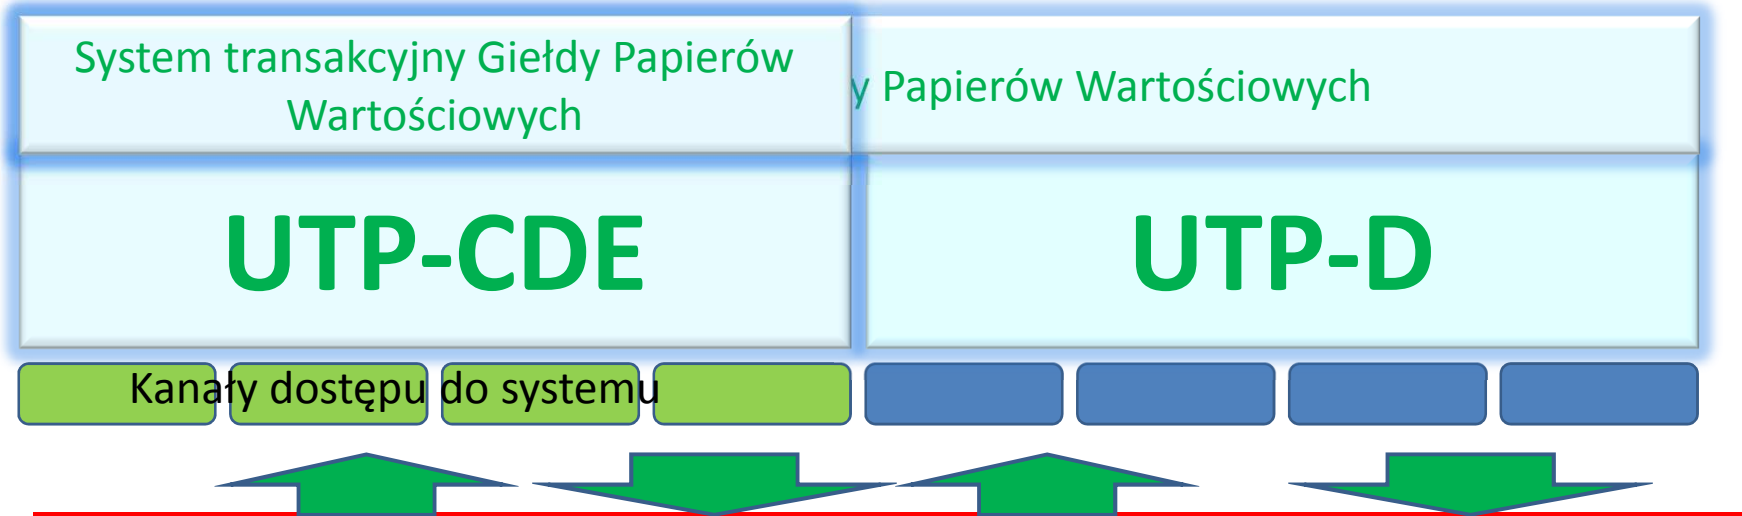 System transakcyjny Giełdy Papierów
Wartościowych
y Papierów Wartościowych
UTP-CDE
UTP-D
Kanały dostępu do systemu